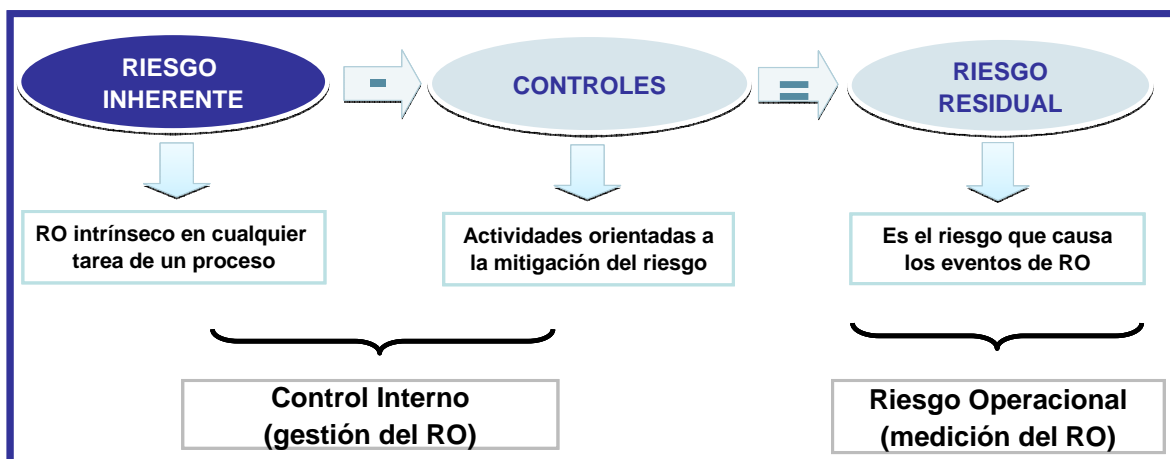 RIESGO
INHERENTE
-
CONTROLES
=
RIESGO
RESIDUAL
RO intrínseco en cualquier
tarea de un proceso
Actividades orientadas a
la mitigación del riesgo
Es el riesgo que causa
los eventos de RO
Control Interno
(gestión del RO)
Riesgo Operacional
(medición del RO)